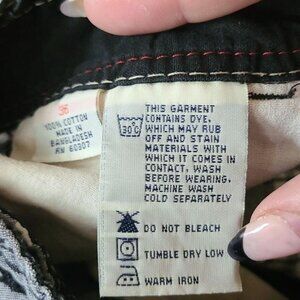 36
100% COTTON
MADE IN
BANGLADESH
RN 60907
30°C
THIS GARMENT
CONTAINS DYE,
WHICH MAY RUB
OFF AND STAIN
MATERIALS WITH
WHICH IT COMES IN
CONTACT, WASH
BEFORE WEARING.
MACHINE WASH
COLD SEPARATELY
DO NOT BLEACH
TUMBLE DRY LOW
WARM IRON